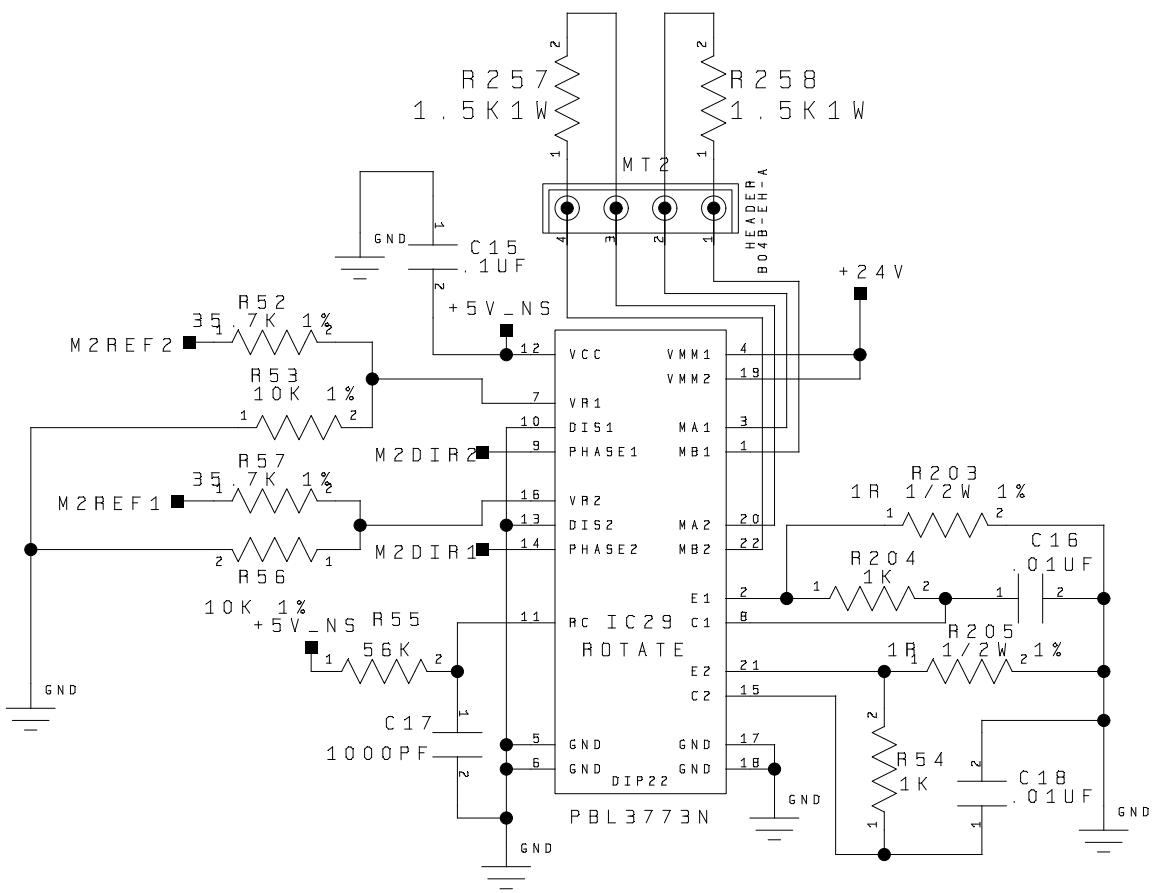 2
2
R257
R258
1.5K1W
1.5K1W
1
1
MT2
HEADER
B04B-EH-A
4
3
2
1
1
GND
C15
.1UF
2
+24V
+5V_NS
R52
35.7K 1%
1
2
M2REF2
12
VCC
VMM1
4
VMM2
19
R53
10K 1%
1
2
7
VR1
10
DIS1
MA1
3
M2DIR2
9
PHASE1
MB1
1
R57
35.7K 1%
1
2
M2REF1
16
VR2
13
DIS2
MA2
20
M2DIR1
14
PHASE2
MB2
22
2
1
R56
10K 1%
R203
1R 1/2W 1%
1
2
C16
.01UF
R204
1K
1
2
1
2
E1
2
+5V_NS
R55
56K
1
2
11
RC
IC29
C1
8
ROTATE
R205
1R 1/2W 1%
1
2
E2
21
C2
15
GND
1
C17
1000PF
2
5
GND
GND
17
6
GND
GND
18
DIP22
PBL3773N
GND
2
R54
1K
1
2
C18
.01UF
1
GND
GND